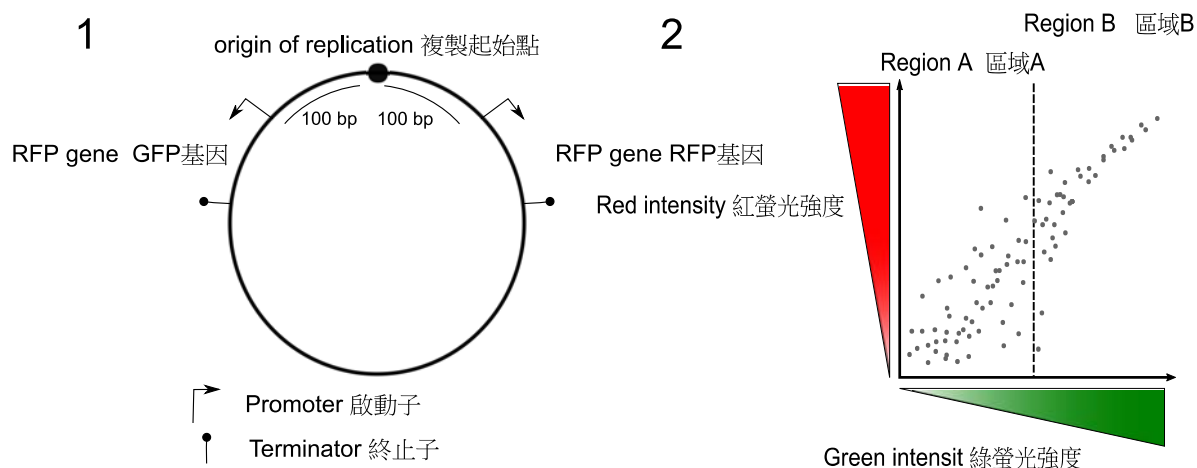 1
origin of replication 複製起始點
100 bp 100 bp
RFP gene GFP基因
RFP gene RFP基因
Promoter 啟動子
Terminator 終止子
2
Region B 區域B
Region A 區域A
Red intensity 紅螢光強度
Green intensit 綠螢光強度